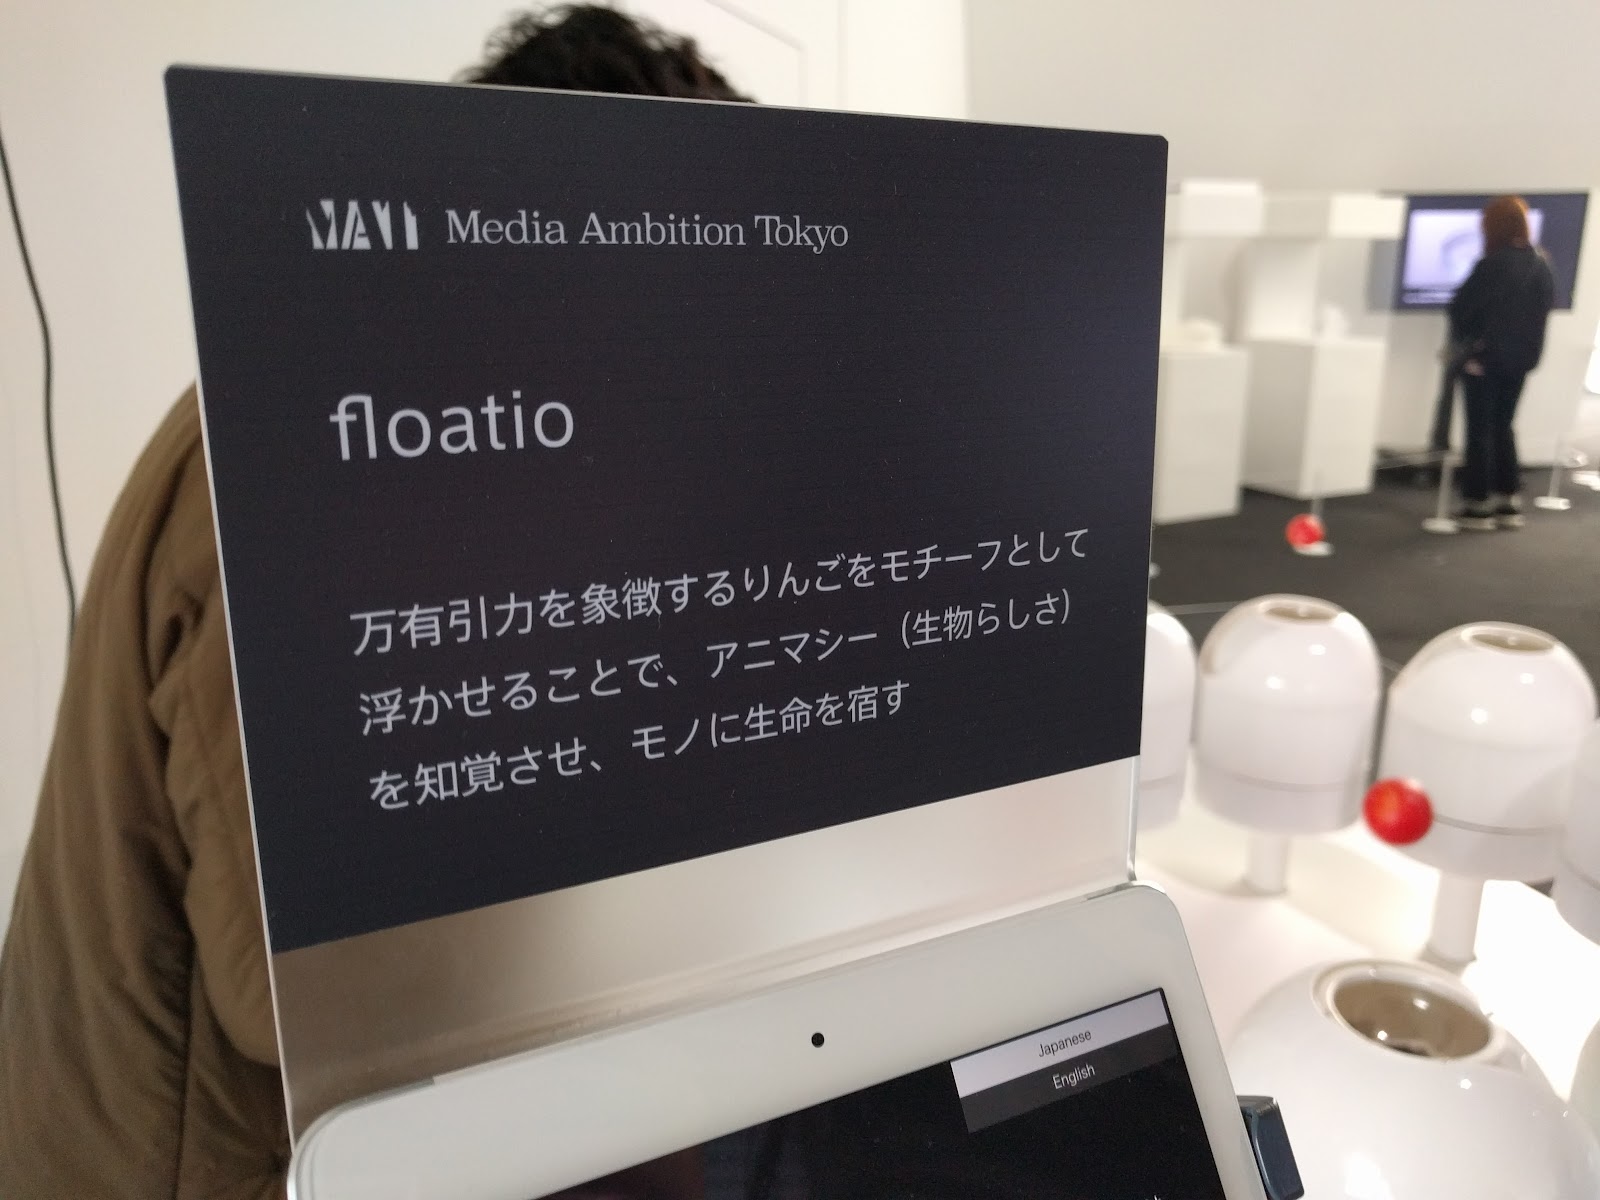 MAT Media Ambition Tokyo
floatio
万有引力を象徴するりんごをモチーフとして
浮かせることで、アニマシー（生物らしさ）
を知覚させ、モノに生命を宿す
Japanese
English